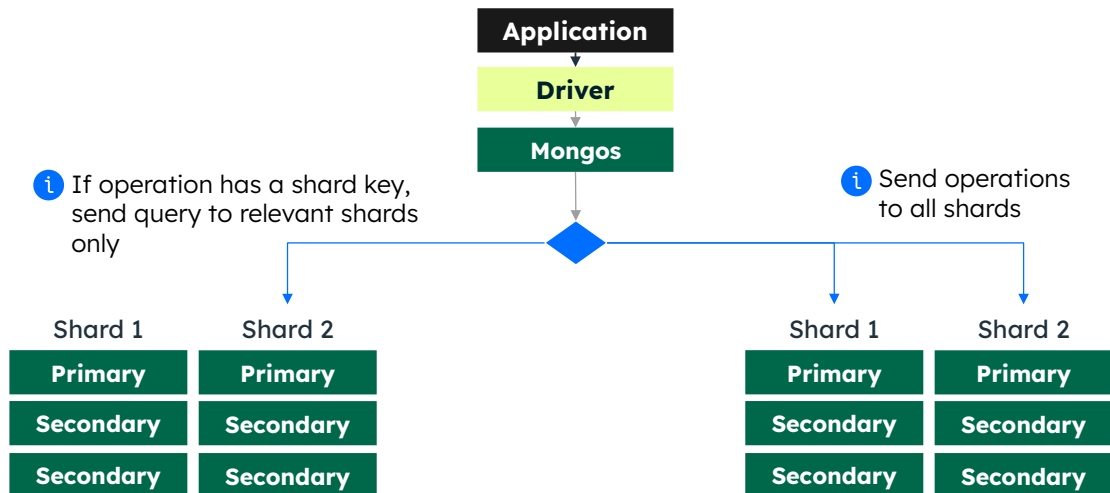 Application
Driver
Mongos
i If operation has a shard key,
send query to relevant shards
only
i Send operations
to all shards
Shard 1
Shard 2
Primary
Primary
Secondary
Secondary
Secondary
Secondary
Shard 1
Shard 2
Primary
Primary
Secondary
Secondary
Secondary
Secondary